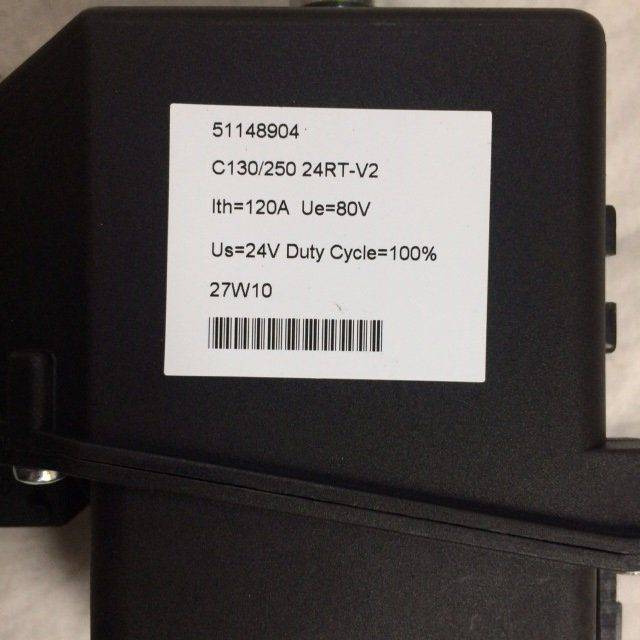 51148904
C130/250 24RT-V2
Ith=120A Ue=80V
Us=24V Duty Cycle=100%
27W10